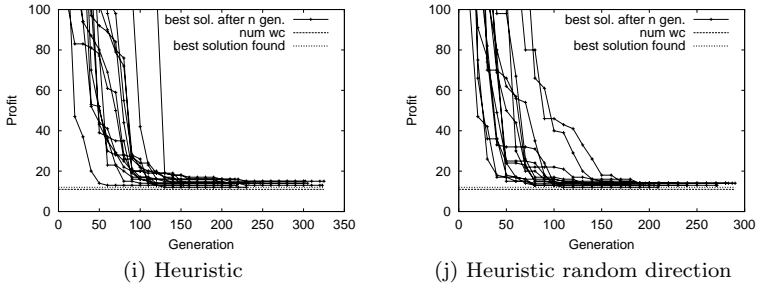 100
80
60
40
20
0
Profit
best sol. after n gen.
num wc
best solution found
0 50 100 150 200 250 300 350
Generation
(i) Heuristic
100
80
60
40
20
0
Profit
best sol. after n gen.
num wc
best solution found
0 50 100 150 200 250 300
Generation
(j) Heuristic random direction